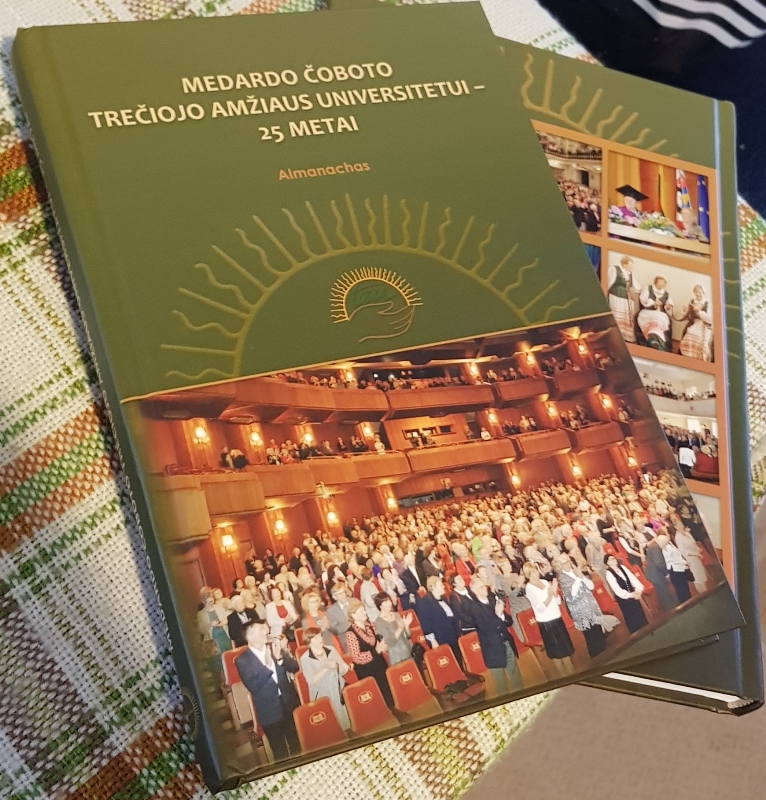 MEDARDO ČOBOTO
TREČIOJO AMŽIAUS UNIVERSITETUI –
25 METAI
Almanachas